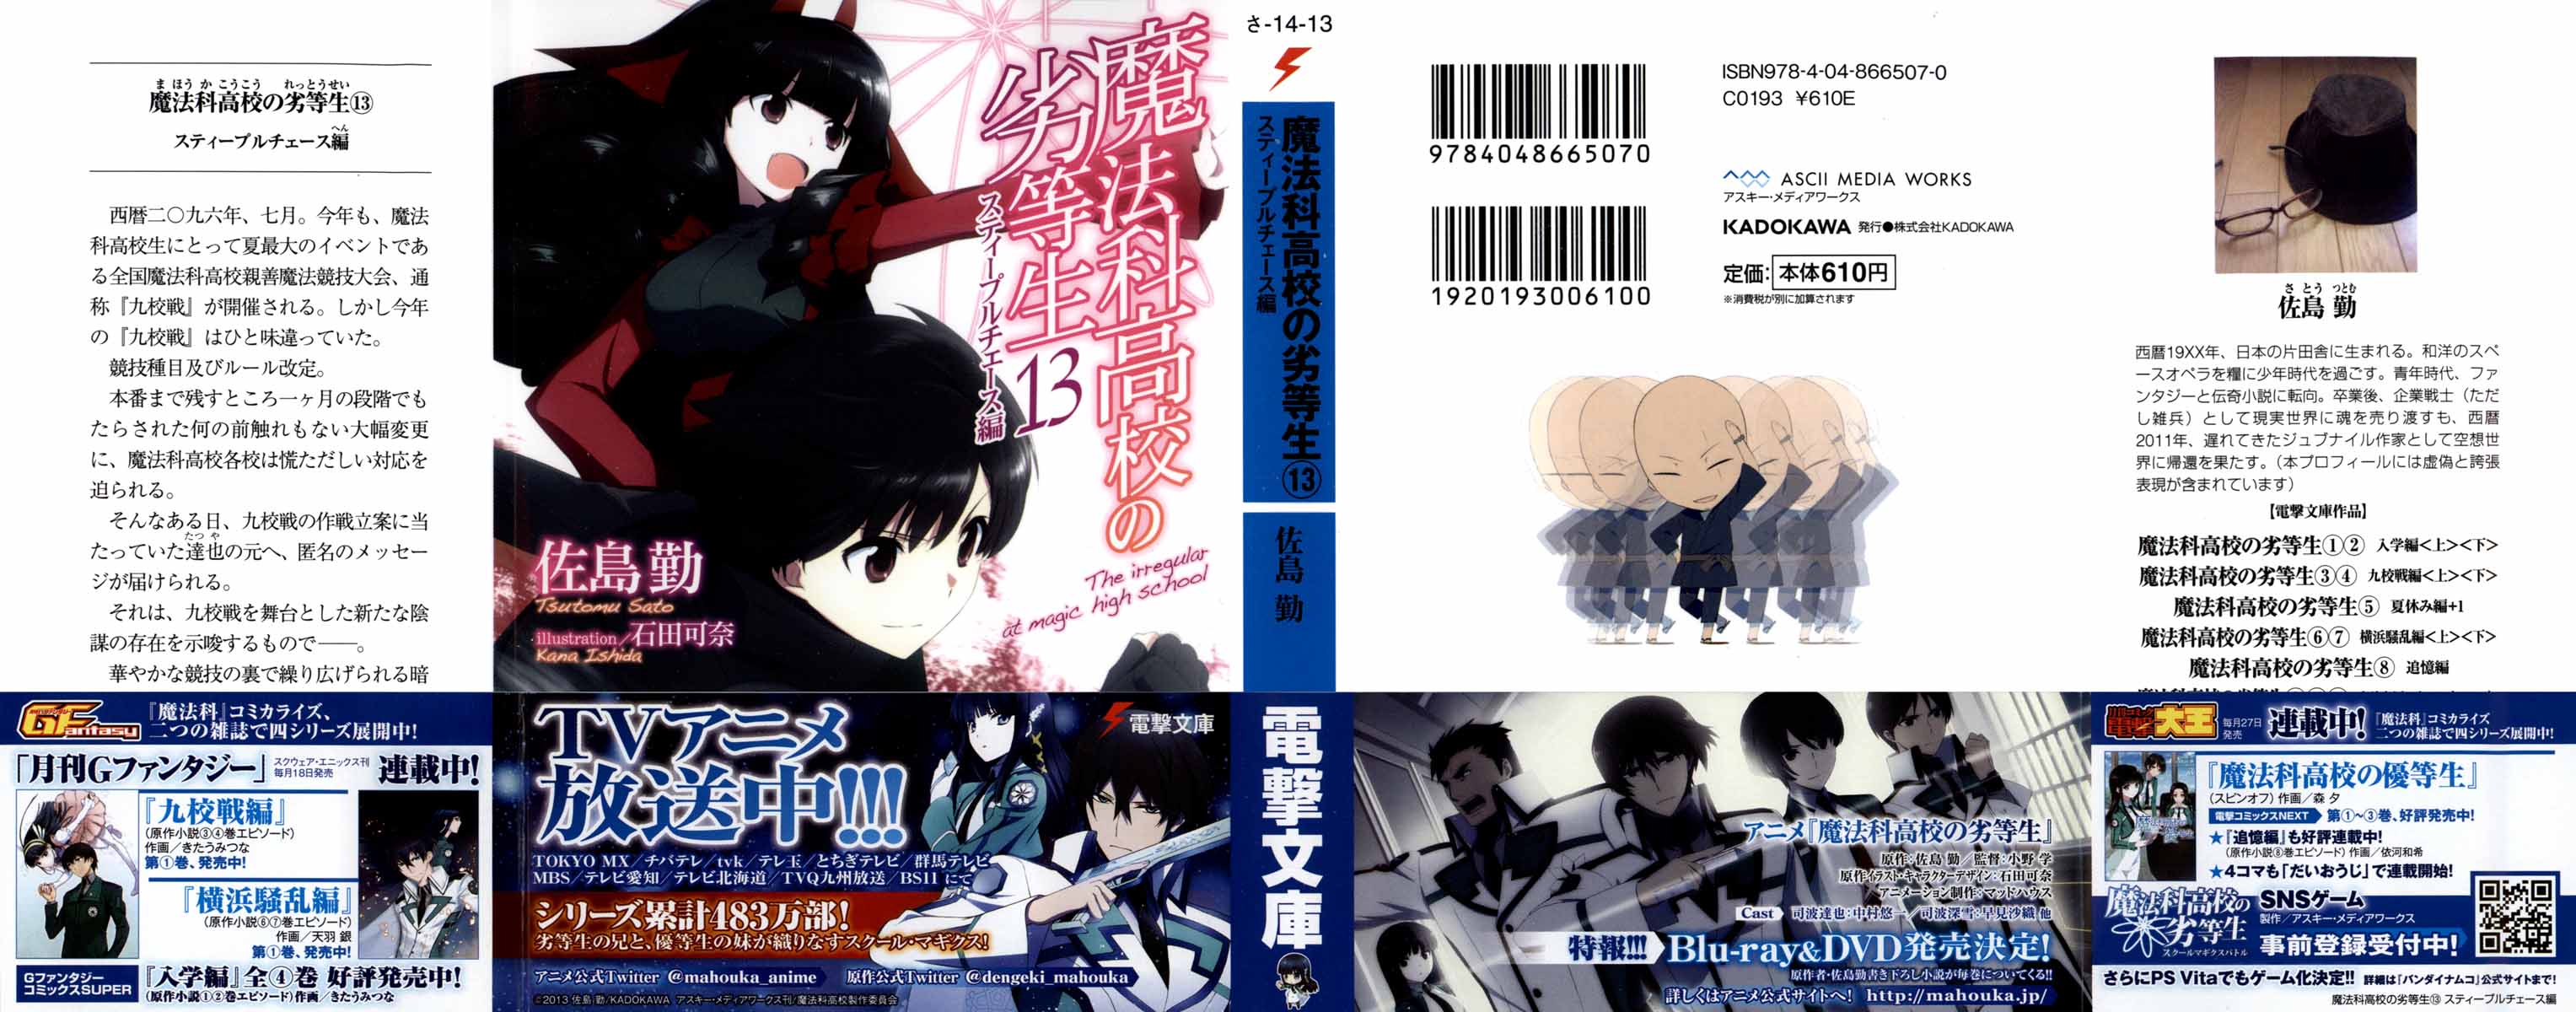 ま ほう か こうこう れっとうせい
魔法科高校の劣等生⑬
へん
スティープルチェース編
西暦二〇九六年、七月。今年も、魔法
科高校生にとって夏最大のイベントであ
る全国魔法科高校親善魔法競技大会、通
称『九校戦』が開催される。しかし今年
の『九校戦』はひと味違っていた。
競技種目及びルール改定。
本番まで残すところ一ヶ月の段階でも
たらされた何の前触れもない大幅変更
に、魔法科高校各校は慌ただしい対応を
迫られる。
そんなある日、九校戦の作戦立案に当
たつ や
たっていた達也の元へ、匿名のメッセー
ジが届けられる。
それは、九校戦を舞台とした新たな陰
謀の存在を示唆するもので——。
華やかな競技の裏で繰り広げられる暗
GFantasy
『魔法科』コミカライズ、
二つの雑誌で四シリーズ展開中!
「月刊Gファンタジー」
スクウェア・エニックス刊
毎月18日発売
連載中!
『九校戦編』
(原作小説③④巻エピソード)
作画/きたうみつな
第①巻、発売中!
『横浜騒乱編』
(原作小説⑥⑦巻エピソード)
作画/天羽 銀
第①巻、発売中!
Gファンタジー
コミックスSUPER
『入学編』全④巻 好評発売中!
(原作小説①②巻エピソード)作画/きたうみつな
魔法科高校の
劣等生13
スティープルチェース編
The irregular
at magic high school
佐島 勤
Tsutomu Sato
illustration/石田可奈
Kana Ishida
電撃文庫
TVアニメ
放送中!!!
TOKYO MX/チバテレ/tvk/テレ玉/とちぎテレビ/群馬テレビ
MBS/テレビ愛知/テレビ北海道/TVQ九州放送/BS11 にて
シリーズ累計483万部!
劣等生の兄と、優等生の妹が織りなすスクール・マギクス!
アニメ公式Twitter @mahouka_anime 原作公式Twitter @dengeki_mahouka
©2013 佐島 勤/KADOKAWA アスキー・メディアワークス刊/魔法科高校製作委員会
さ-14-13
魔法科高校の劣等生⑬
スティープルチェース編
佐島 勤
電撃文庫
9784048665070
1920193006100
ISBN978-4-04-866507-0
C0193 ¥610E
ASCII MEDIA WORKS
アスキー・メディアワークス
KADOKAWA 発行●株式会社KADOKAWA
定価:本体610円
※消費税が別に加算されます
アニメ『魔法科高校の劣等生』
原作:佐島 勤/監督:小野 学
原作イラスト・キャラクターデザイン:石田可奈
/アニメーション制作:マッドハウス
Cast 司波達也:中村悠一/司波深雪:早見沙織 他
特報!!! Blu-ray&DVD発売決定!
原作者・佐島勤書き下ろし小説が毎巻についてくる!!
詳しくはアニメ公式サイトへ! http://mahouka.jp/
さ とう つとむ
佐島 勤
西暦19XX年、日本の片田舎に生まれる。和洋のスペ
ースオペラを糧に少年時代を過ごす。青年時代、ファ
ンタジーと伝奇小説に転向。卒業後、企業戦士(ただ
し雑兵)として現実世界に魂を売り渡すも、西暦
2011年、遅れてきたジュブナイル作家として空想世
界に帰還を果たす。(本プロフィールには虚偽と誇張
表現が含まれています)
【電撃文庫作品】
魔法科高校の劣等生①② 入学編<上><下>
魔法科高校の劣等生③④ 九校戦編<上><下>
魔法科高校の劣等生⑤ 夏休み編+1
魔法科高校の劣等生⑥⑦ 横浜騒乱編<上><下>
魔法科高校の劣等生⑧ 追憶編
電撃大王
毎月27日
発売
連載中!
『魔法科』コミカライズ
二つの雑誌で四シリーズ展開中!
『魔法科高校の優等生』
(スピンオフ) 作画/森 夕
電撃コミックスNEXT 第①~③巻、好評発売中!
★『追憶編』も好評連載中!
(原作小説⑧巻エピソード) 作画/依河和希
★4コマも『だいおうじ』で連載開始!
魔法科高校の
劣等生
スクールマギクスバトル
SNSゲーム
製作/アスキー・メディアワークス
事前登録受付中!
さらにPS Vitaでもゲーム化決定!! 詳細は『バンダイナムコ』公式サイトまで!
魔法科高校の劣等生⑬ スティープルチェース編